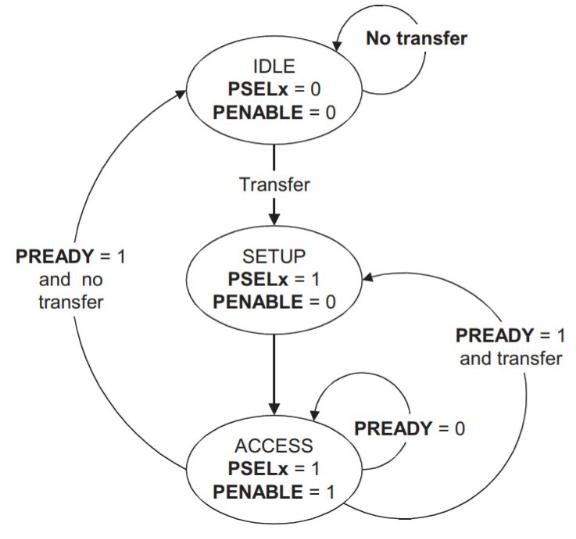 No transfer
IDLE
PSELx = 0
PENABLE = 0
Transfer
PREADY = 1
and no
transfer
SETUP
PSELx = 1
PENABLE = 0
PREADY = 1
and transfer
PREADY = 0
ACCESS
PSELx = 1
PENABLE = 1